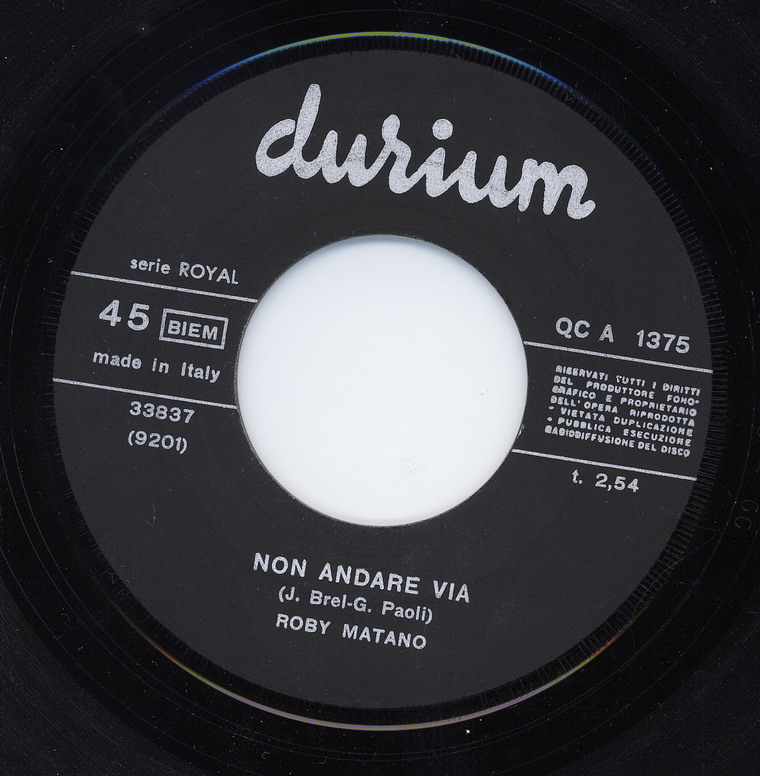 durium
serie ROYAL
45 BIEM
made in Italy
33837
(9201)
QC A 1375
RISERVATI TUTTI I DIRITTI
DEL PRODUTTORE FONO-
GRAFICO E PROPRIETARIO
DELL'OPERA RIPRODOTTA
- VIETATA DUPLICAZIONE
- PUBBLICA ESECUZIONE
RADIODIFFUSIONE DEL DISCO
t. 2,54
NON ANDARE VIA
(J. Brel-G. Paoli)
ROBY MATANO